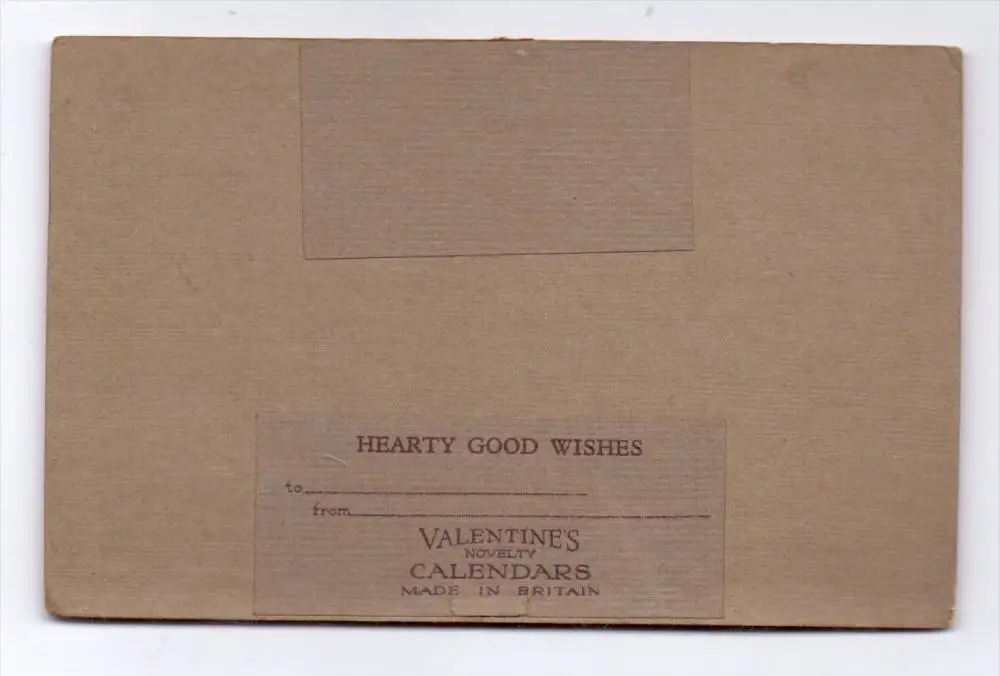 HEARTY GOOD WISHES
to
from
VALENTINE'S
NOVELTY
CALENDARS
MADE IN BRITAIN